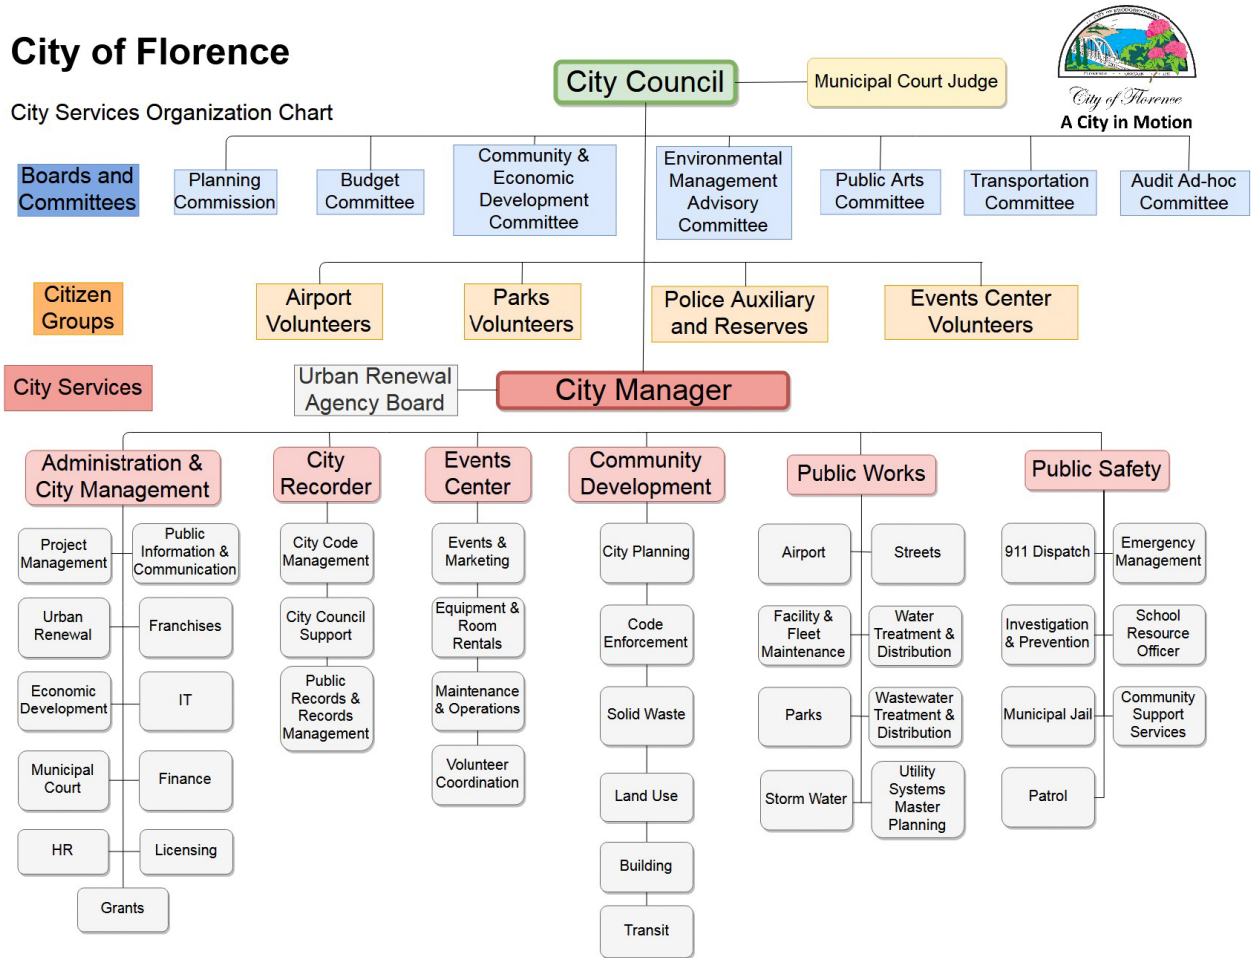 City of Florence
City Services Organization Chart
City Council
Municipal Court Judge
City of Florence
A City in Motion
Boards and
Committees
Planning
Commission
Budget
Committee
Community &
Economic
Development
Committee
Environmental
Management
Advisory
Committee
Public Arts
Committee
Transportation
Committee
Audit Ad-hoc
Committee
Citizen
Groups
Airport
Volunteers
Parks
Volunteers
Police Auxiliary
and Reserves
Events Center
Volunteers
City Services
Urban Renewal
Agency Board
City Manager
Administration &
City Management
City
Recorder
Events
Center
Community
Development
Public Works
Public Safety
Project
Management
Public
Information &
Communication
Urban
Renewal
Franchises
Economic
Development
IT
Municipal
Court
Finance
HR
Licensing
Grants
City Code
Management
City Council
Support
Public
Records &
Records
Management
Events &
Marketing
Equipment &
Room
Rentals
Maintenance
& Operations
Volunteer
Coordination
City Planning
Code
Enforcement
Solid Waste
Land Use
Building
Transit
Airport
Streets
Facility &
Fleet
Maintenance
Water
Treatment &
Distribution
Parks
Wastewater
Treatment &
Distribution
Storm Water
Utility
Systems
Master
Planning
911 Dispatch
Emergency
Management
Investigation
& Prevention
School
Resource
Officer
Municipal Jail
Community
Support
Services
Patrol